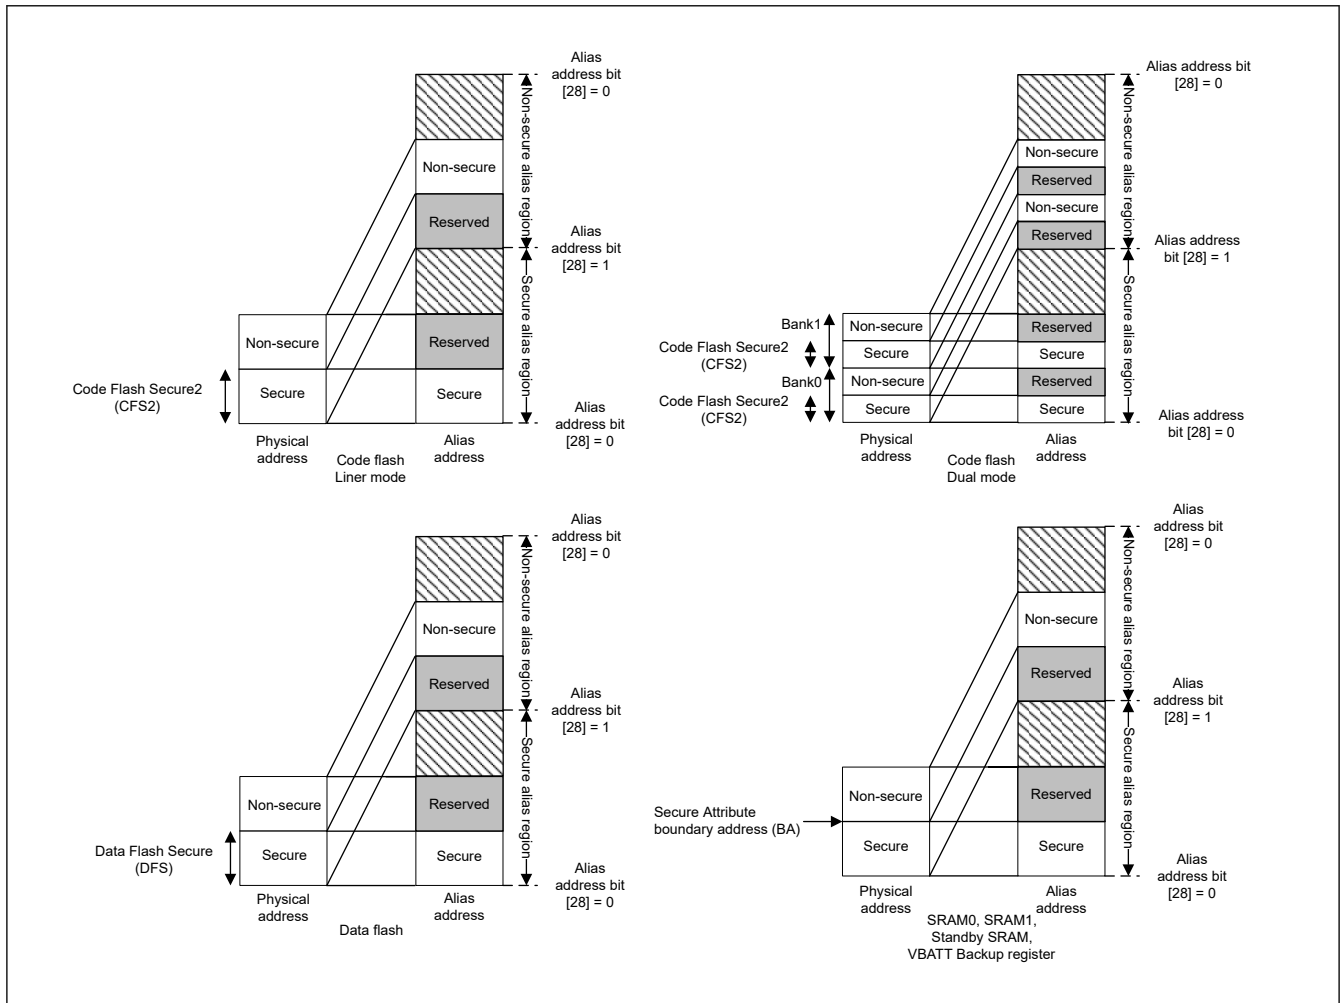 Alias
address bit
[28] = 0
Non-secure alias region
Non-secure
Reserved
Alias
address bit
[28] = 1
Secure alias region
Non-secure
Reserved
Code Flash Secure2
(CFS2)
Secure
Secure
Alias
address bit
[28] = 0
Physical
address
Alias
address
Code flash
Liner mode
Alias address bit
[28] = 0
Non-secure alias region
Non-secure
Reserved
Non-secure
Reserved
Alias address
bit [28] = 1
Secure alias region
Bank1
Non-secure
Reserved
Code Flash Secure2
(CFS2)
Secure
Secure
Bank0
Non-secure
Reserved
Code Flash Secure2
(CFS2)
Secure
Secure
Alias address
bit [28] = 0
Physical
address
Alias
address
Code flash
Dual mode
Alias
address bit
[28] = 0
Non-secure alias region
Non-secure
Reserved
Alias
address bit
[28] = 1
Secure alias region
Non-secure
Reserved
Data Flash Secure
(DFS)
Secure
Secure
Alias
address bit
[28] = 0
Physical
address
Alias
address
Data flash
Alias
address bit
[28] = 0
Non-secure alias region
Non-secure
Reserved
Alias
address bit
[28] = 1
Secure alias region
Non-secure
Reserved
Secure Attribute
boundary address (BA)
Secure
Secure
Alias
address bit
[28] = 0
Physical
address
Alias
address
SRAM0, SRAM1,
Standby SRAM,
VBATT Backup register